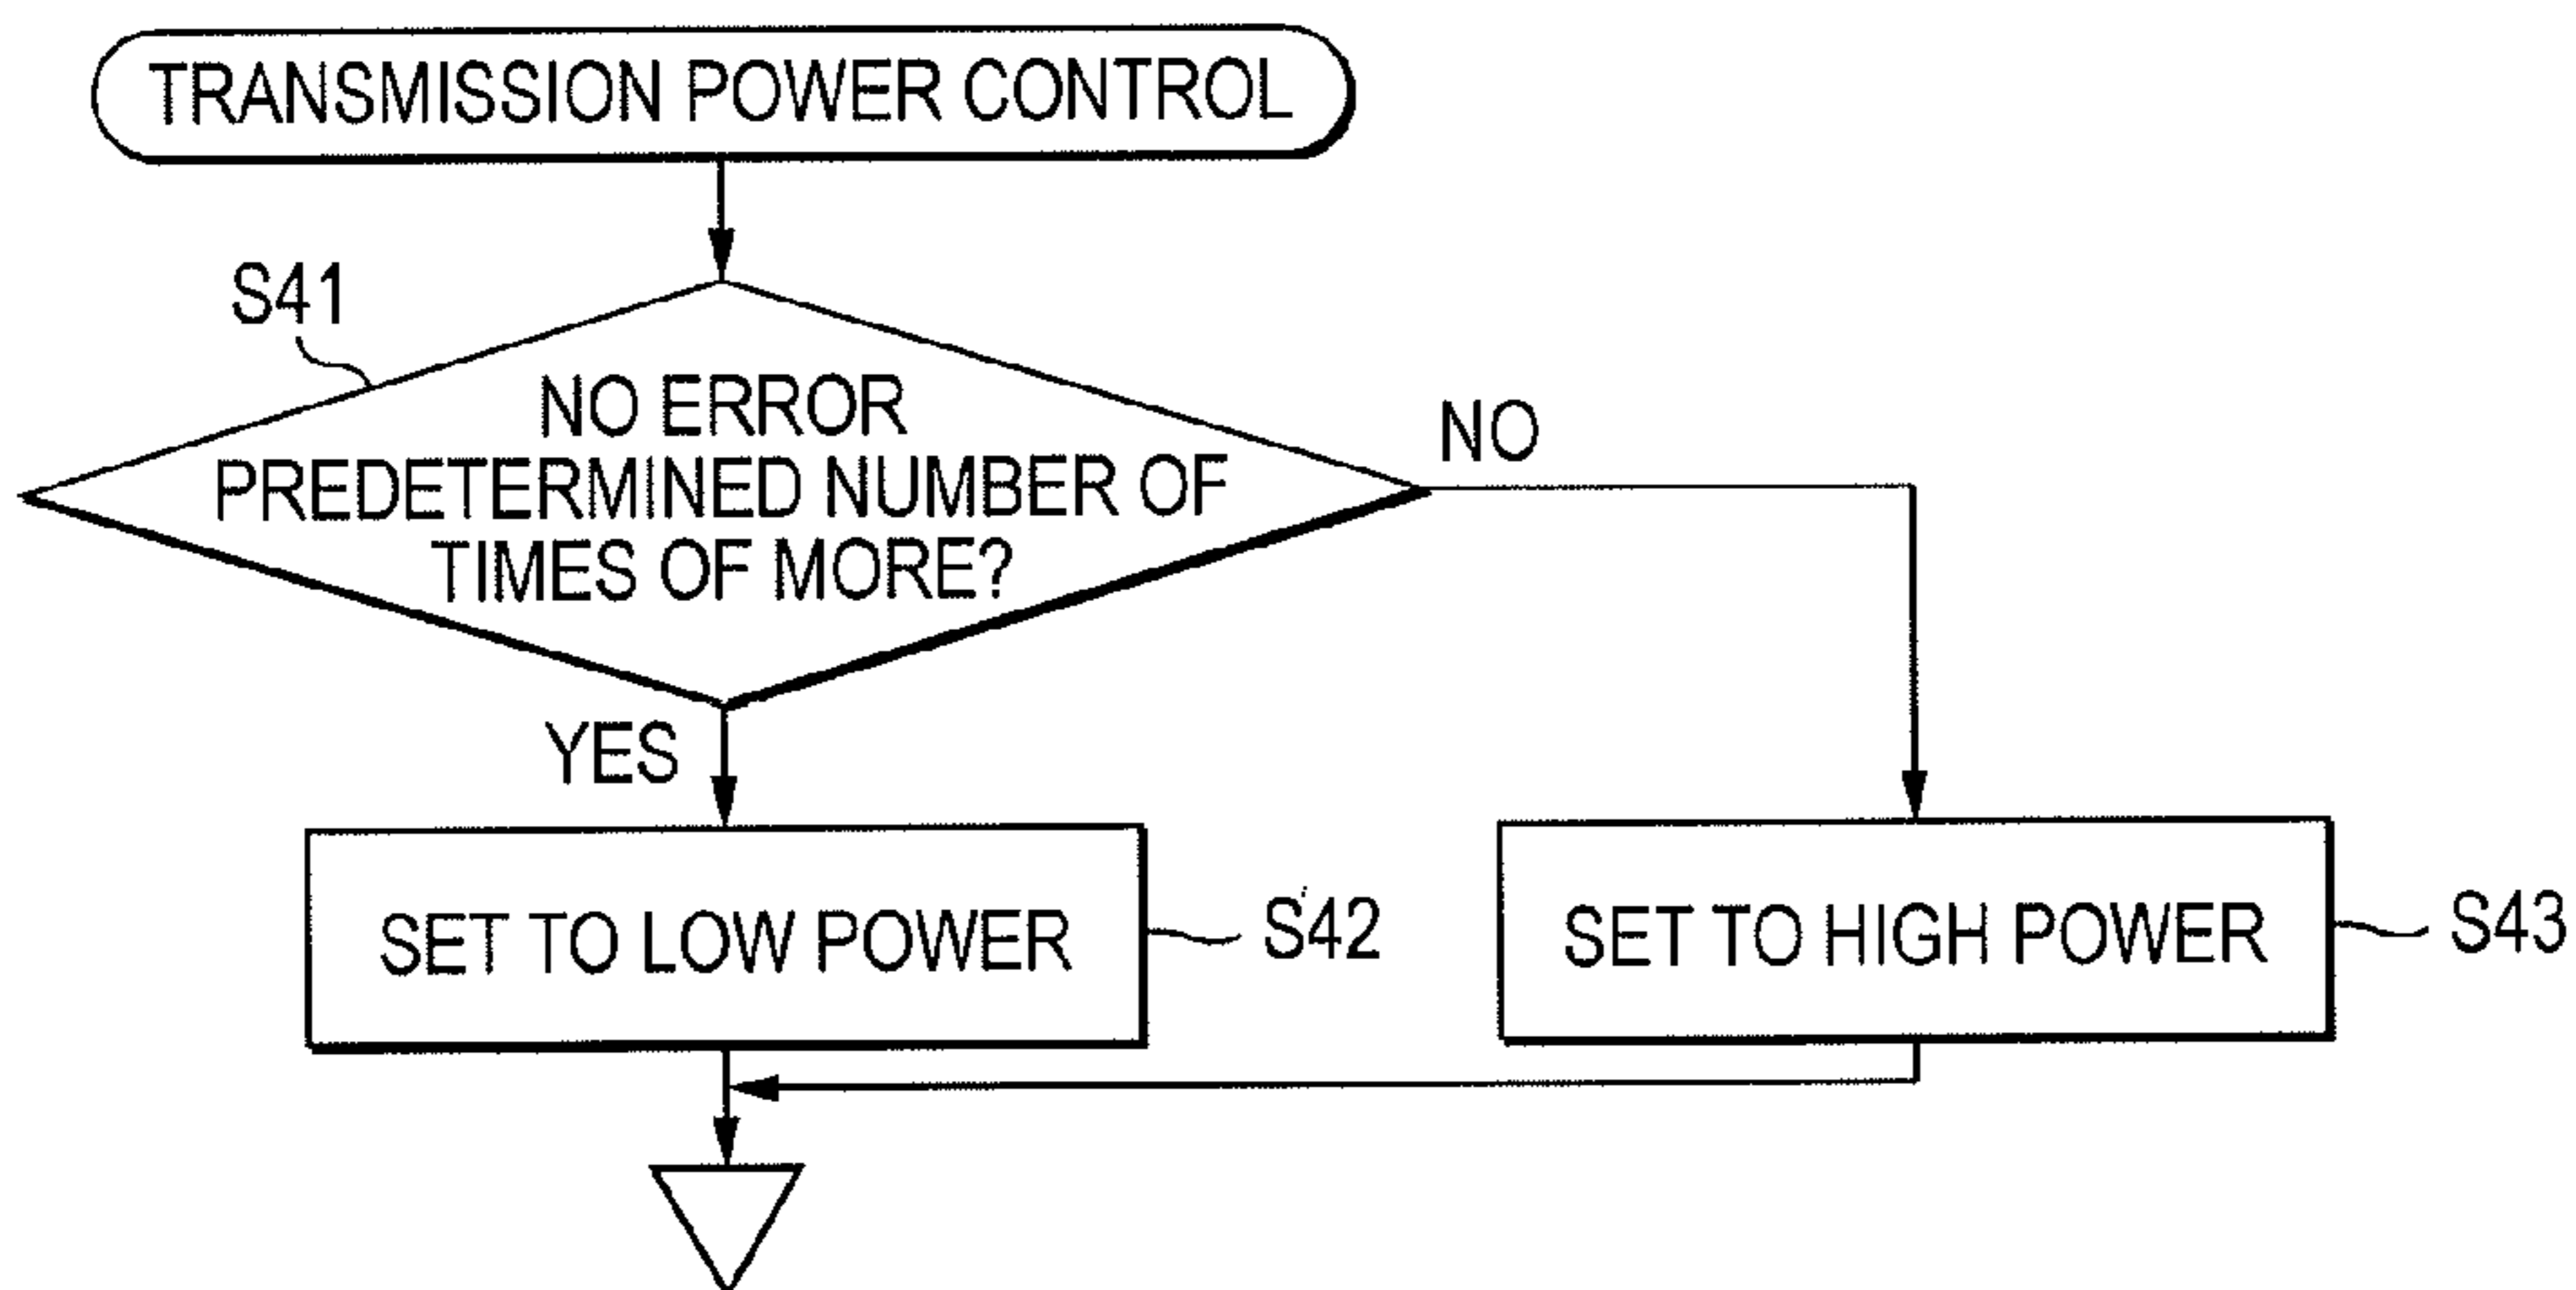 TRANSMISSION POWER CONTROL
S41
NO ERROR
PREDETERMINED NUMBER OF
TIMES OF MORE?
NO
YES
SET TO LOW POWER
S42
SET TO HIGH POWER
S43